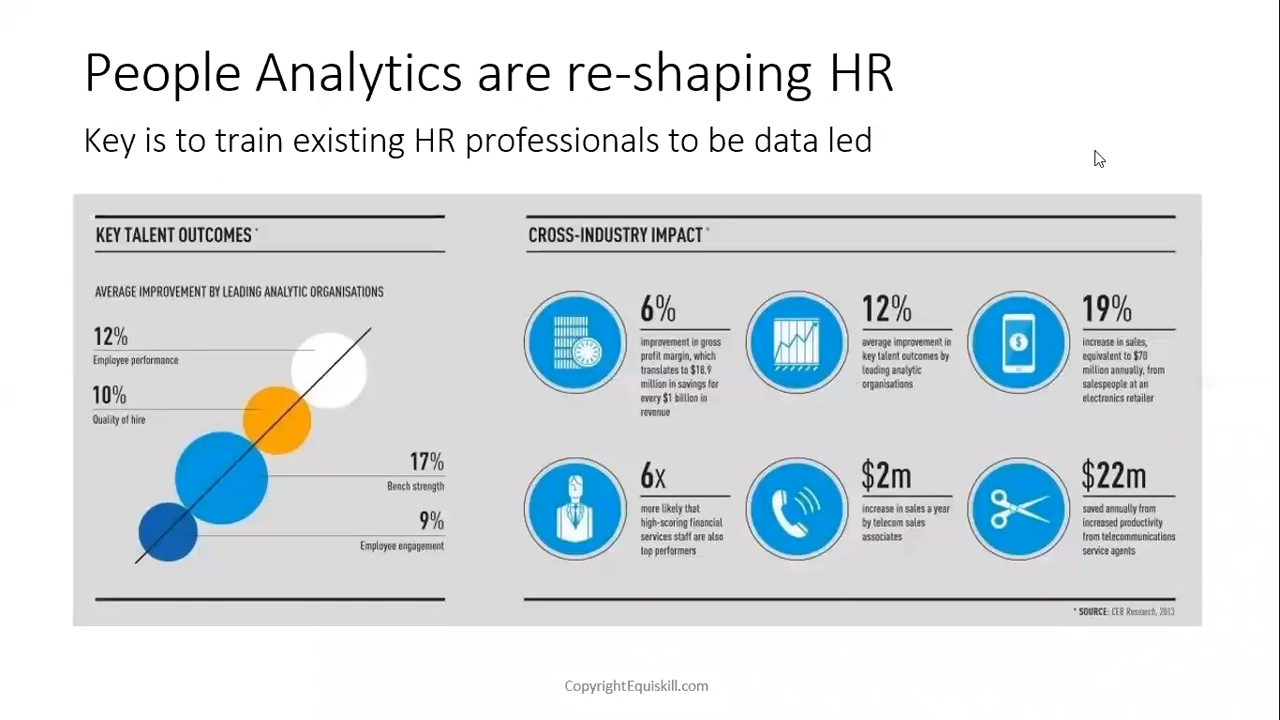 People Analytics are re-shaping HR
Key is to train existing HR professionals to be data led
KEY TALENT OUTCOMES *
AVERAGE IMPROVEMENT BY LEADING ANALYTIC ORGANISATIONS
12%
Employee performance
10%
Quality of hire
17%
Bench strength
9%
Employee engagement
CROSS-INDUSTRY IMPACT *
6%
improvement in gross
profit margin, which
translates to $18.9
million in savings for
every $1 billion in
revenue
12%
average improvement in
key talent outcomes by
leading analytic
organisations
$
19%
increase in sales,
equivalent to $70
million annually, from
salespeople at an
electronics retailer
6x
more likely that
high-scoring financial
services staff are also
top performers
$2m
increase in sales a year
by telecom sales
associates
$22m
saved annually from
increased productivity
from telecommunications
service agents
* SOURCE: CEB Research, 2013
CopyrightEquiskill.com